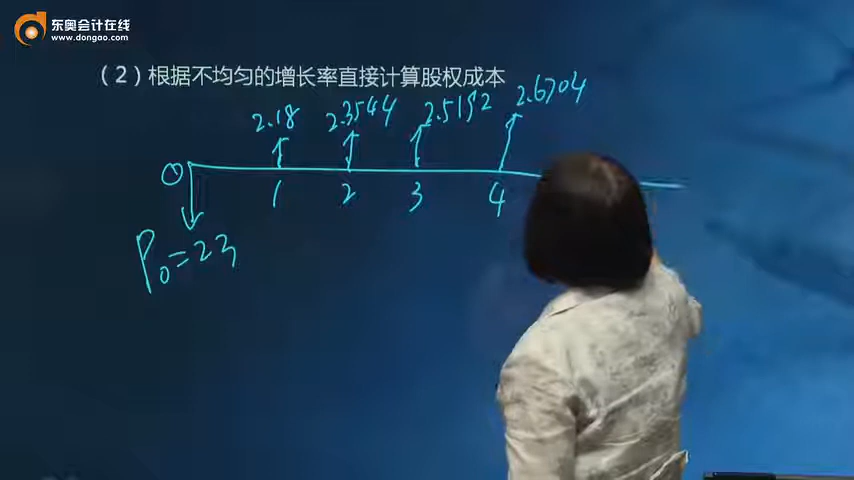 东奥会计在线
www.dongao.com
（2）根据不均匀的增长率直接计算股权成本
2.18 2.3544 2.5192 2.6704
0 1 2 3 4
P₀=23